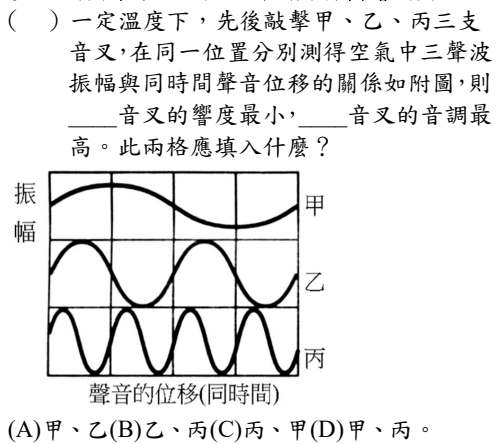 (　) 一定溫度下，先後敲擊甲、乙、丙三支
音叉，在同一位置分別測得空氣中三聲波
振幅與同時間聲音位移的關係如附圖，則
____音叉的響度最小，____音叉的音調最
高。此兩格應填入什麼？
振幅
甲
乙
丙
聲音的位移(同時間)
(A)甲、乙(B)乙、丙(C)丙、甲(D)甲、丙。